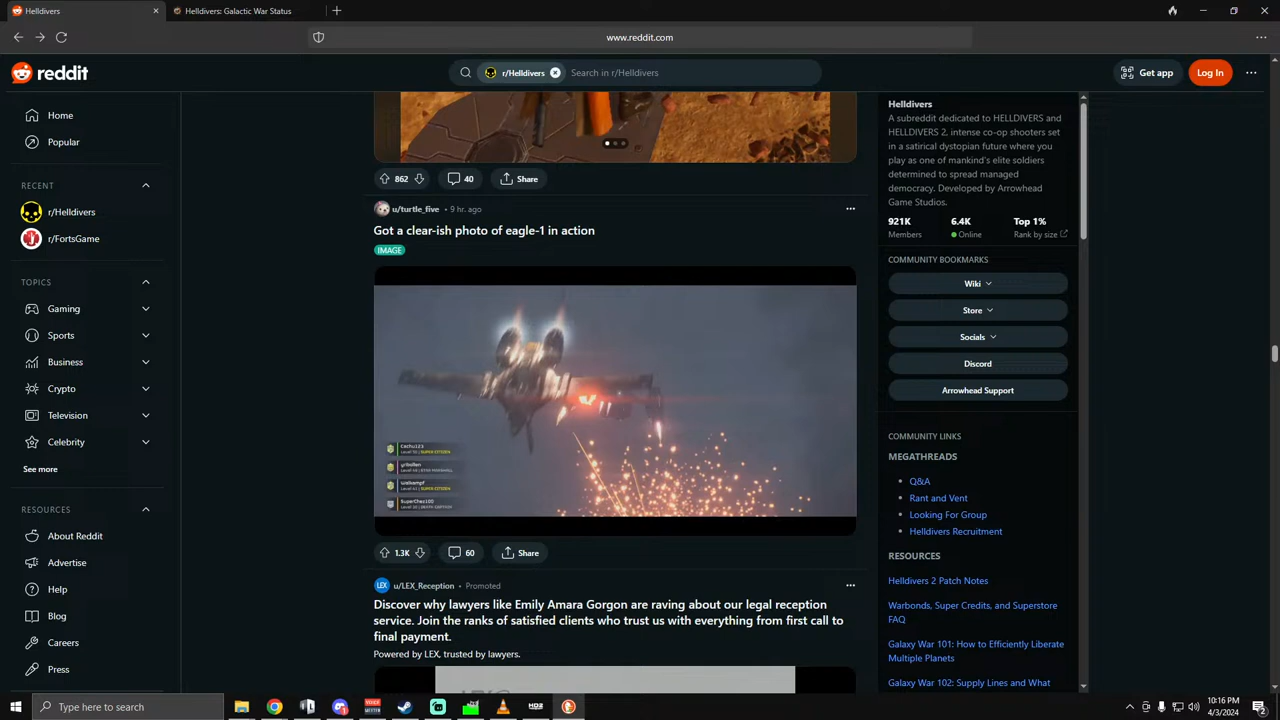 Helldivers
Helldivers: Galactic War Status
www.reddit.com
reddit
r/Helldivers
Search in r/Helldivers
Get app
Log In
Home
Popular
RECENT
r/Helldivers
r/FortsGame
TOPICS
Gaming
Sports
Business
Crypto
Television
Celebrity
See more
RESOURCES
About Reddit
Advertise
Help
Blog
Careers
Press
862
40
Share
u/turtle_five • 9 hr. ago
Got a clear-ish photo of eagle-1 in action
IMAGE
1.3K
60
Share
LEX
u/LEX_Reception • Promoted
Discover why lawyers like Emily Amara Gorgon are raving about our legal reception
service. Join the ranks of satisfied clients who trust us with everything from first call to
final payment.
Powered by LEX, trusted by lawyers.
Helldivers
A subreddit dedicated to HELLDIVERS and
HELLDIVERS 2, intense co-op shooters set
in a satirical dystopian future where you
play as one of mankind's elite soldiers
determined to spread managed
democracy. Developed by Arrowhead
Game Studios.
921K 6.4K Top 1%
Members Online Rank by size
COMMUNITY BOOKMARKS
Wiki
Store
Socials
Discord
Arrowhead Support
COMMUNITY LINKS
MEGATHREADS
Q&A
Rant and Vent
Looking For Group
Helldivers Recruitment
RESOURCES
Helldivers 2 Patch Notes
Warbonds, Super Credits, and Superstore
FAQ
Galaxy War 101: How to Efficiently Liberate
Multiple Planets
Galaxy War 102: Supply Lines and What
Type here to search
HD2
10:16 PM
4/3/2024
2